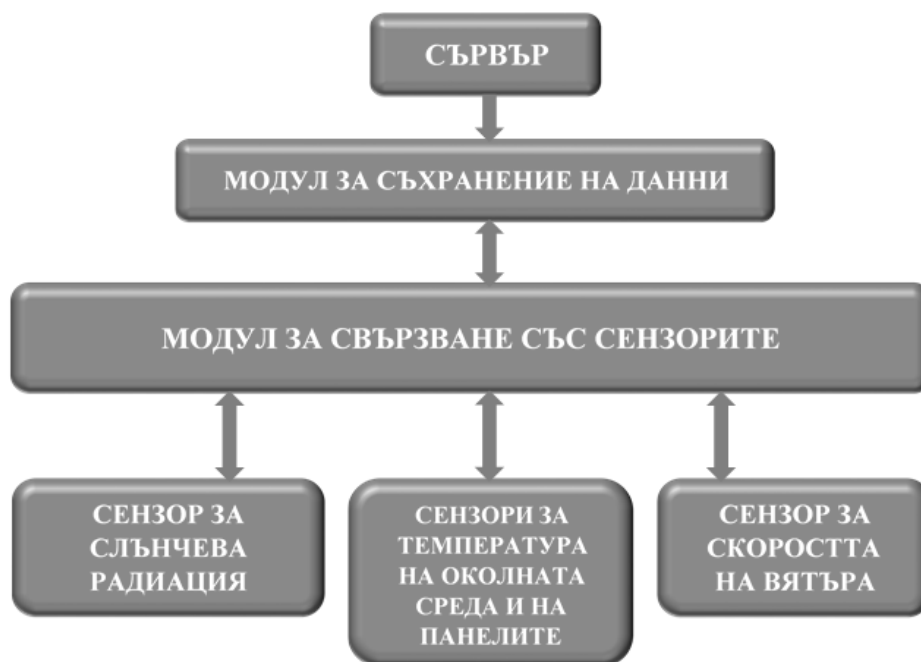 СЪРВЪР
МОДУЛ ЗА СЪХРАНЕНИЕ НА ДАННИ
МОДУЛ ЗА СВЪРЗВАНЕ СЪС СЕНЗОРИТЕ
СЕНЗОР ЗА
СЛЪНЧЕВА
РАДИАЦИЯ
СЕНЗОРИ ЗА
ТЕМПЕРАТУРА
НА ОКОЛНАТА
СРЕДА И НА
ПАНЕЛИТЕ
СЕНЗОР ЗА
СКОРОСТТА
НА ВЯТЪРА